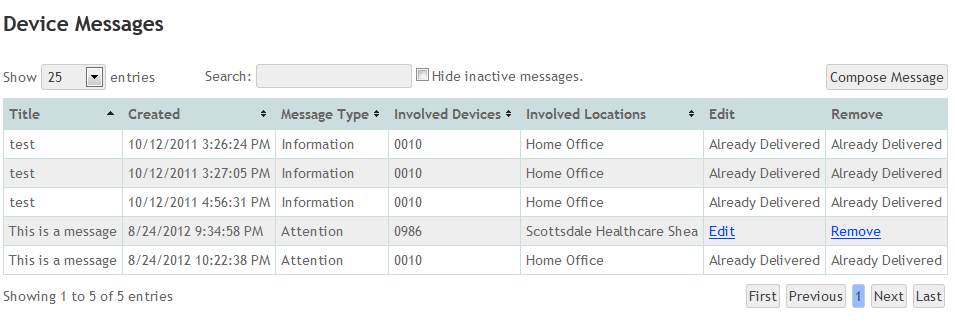 Device Messages
Show 25 entries Search: Hide inactive messages. Compose Message
Title Created Message Type Involved Devices Involved Locations Edit Remove
test 10/12/2011 3:26:24 PM Information 0010 Home Office Already Delivered Already Delivered
test 10/12/2011 3:27:05 PM Information 0010 Home Office Already Delivered Already Delivered
test 10/12/2011 4:56:31 PM Information 0010 Home Office Already Delivered Already Delivered
This is a message 8/24/2012 9:34:58 PM Attention 0986 Scottsdale Healthcare Shea Edit Remove
This is a message 8/24/2012 10:22:38 PM Attention 0010 Home Office Already Delivered Already Delivered
Showing 1 to 5 of 5 entries First Previous 1 Next Last